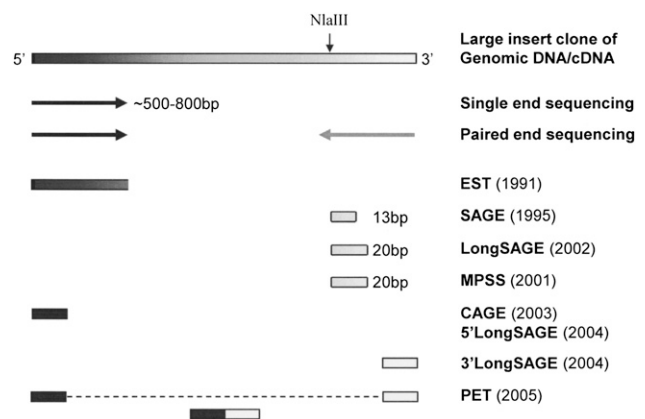 NlaIII
5' 3' Large insert clone of
Genomic DNA/cDNA
~500-800bp Single end sequencing
Paired end sequencing
EST (1991)
13bp SAGE (1995)
20bp LongSAGE (2002)
20bp MPSS (2001)
CAGE (2003)
5'LongSAGE (2004)
3'LongSAGE (2004)
PET (2005)